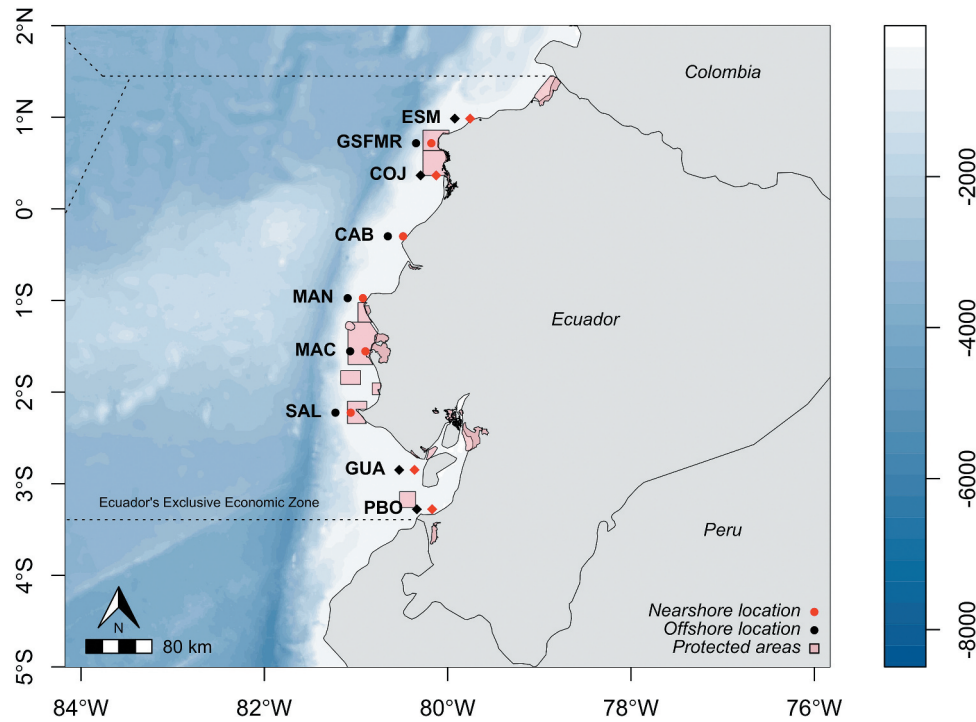 2°N
1°N
0°
1°S
2°S
3°S
4°S
5°S
Colombia
ESM
GSFMR
COJ
CAB
MAN
Ecuador
MAC
SAL
GUA
Ecuador's Exclusive Economic Zone
PBO
Peru
Nearshore location
Offshore location
Protected areas
N
80 km
84°W
82°W
80°W
78°W
76°W
-2000
-4000
-6000
-8000